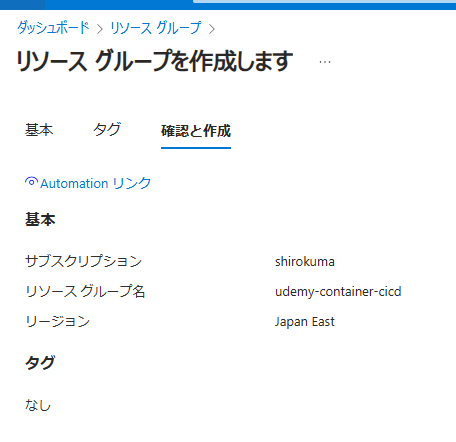 ダッシュボード > リソース グループ >
リソース グループを作成します ...
基本 タグ 確認と作成
Automation リンク
基本
サブスクリプション shirokuma
リソース グループ名 udemy-container-cicd
リージョン Japan East
タグ
なし